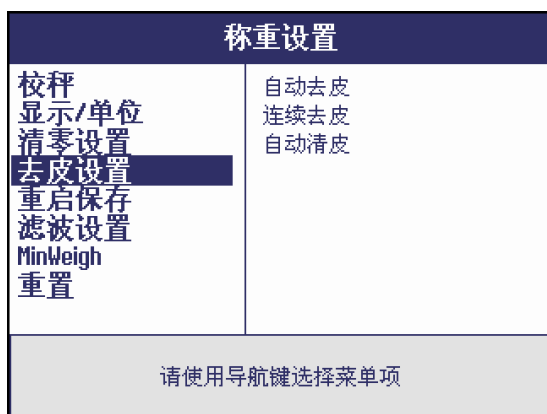 称重设置
校秤
显示/单位
清零设置
去皮设置
重启保存
滤波设置
MinWeigh
重置
自动去皮
连续去皮
自动清皮
请使用导航键选择菜单项